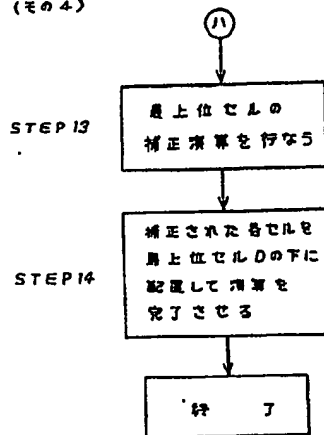 (その4)
ハ
STEP 13
最上位セルの
補正演算を行なう
STEP 14
補正された各セルを
最上位セルDの下に
配置して演算を
完了させる
終 了